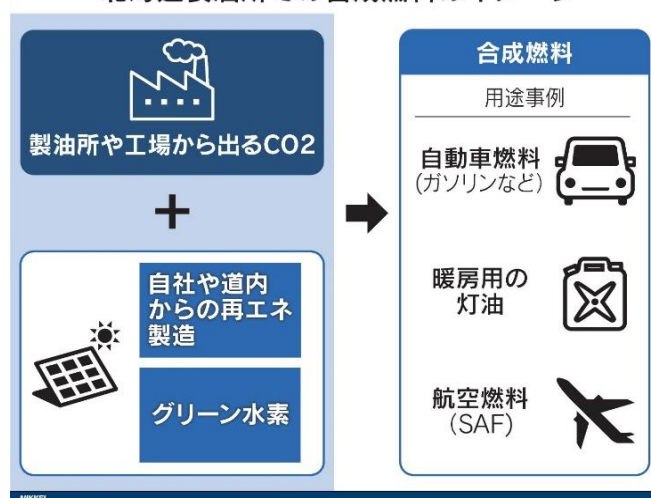 製油所や工場から出るCO2
+
自社や道内
からの再エネ
製造
グリーン水素
合成燃料
用途事例
自動車燃料
(ガソリンなど)
暖房用の
灯油
航空燃料
(SAF)